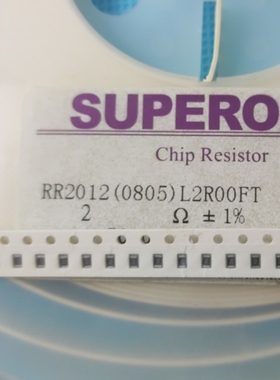 SUPERO
Chip Resistor
RR2012(0805)L2R00FT
2 Ω ±1%